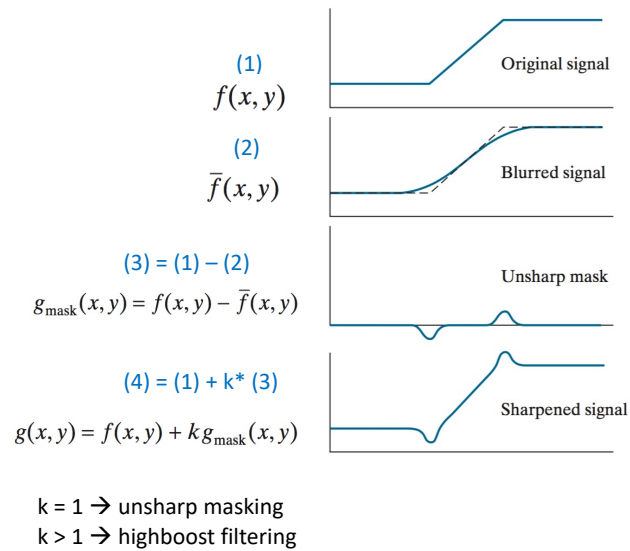 (1)
f(x, y)
Original signal
(2)
f̅(x, y)
Blurred signal
(3) = (1) – (2)
g_mask(x, y) = f(x, y) − f̅(x, y)
Unsharp mask
(4) = (1) + k* (3)
g(x, y) = f(x, y) + kg_mask(x, y)
Sharpened signal
k = 1 → unsharp masking
k > 1 → highboost filtering